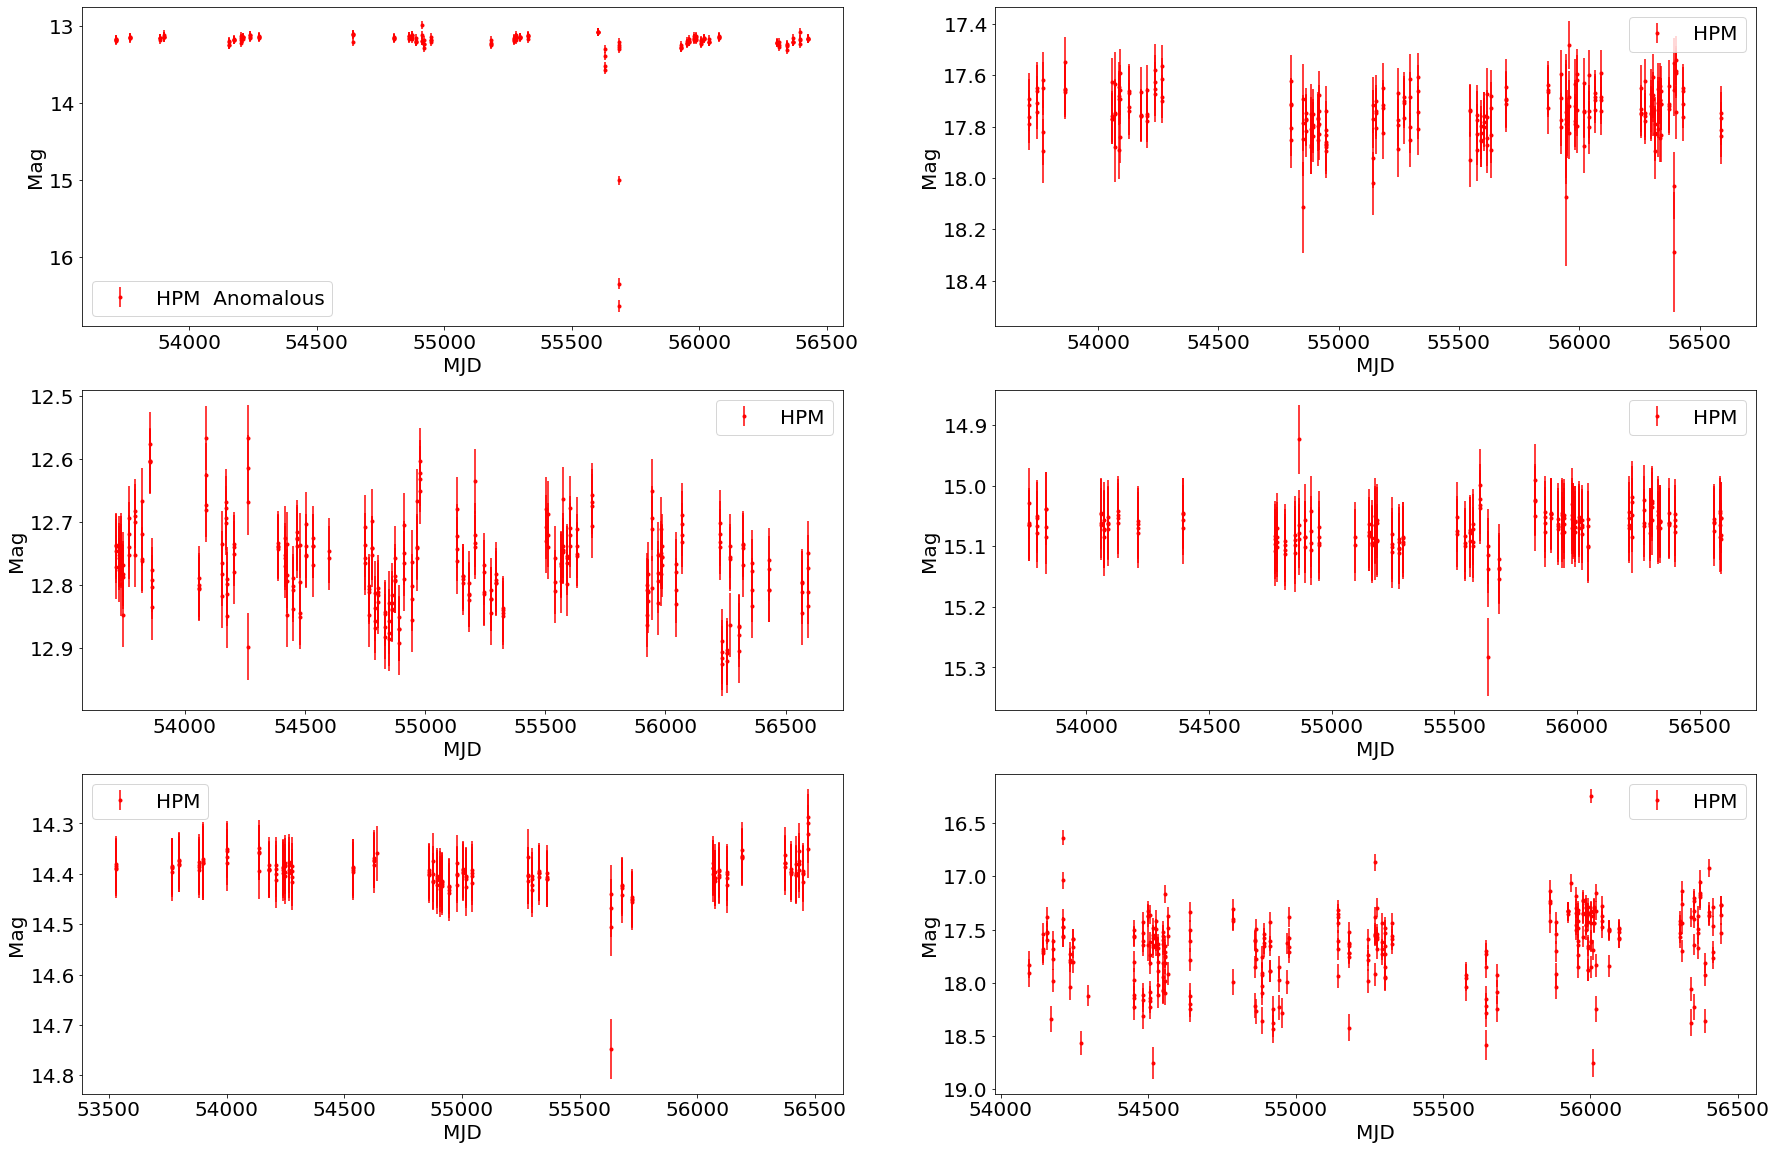 13
14
15
16
Mag
HPM  Anomalous
54000 54500 55000 55500 56000 56500
MJD
17.4
17.6
17.8
18.0
18.2
18.4
Mag
HPM
54000 54500 55000 55500 56000 56500
MJD
12.5
12.6
12.7
12.8
12.9
Mag
HPM
54000 54500 55000 55500 56000 56500
MJD
14.9
15.0
15.1
15.2
15.3
Mag
HPM
54000 54500 55000 55500 56000 56500
MJD
14.3
14.4
14.5
14.6
14.7
14.8
Mag
HPM
53500 54000 54500 55000 55500 56000 56500
MJD
16.5
17.0
17.5
18.0
18.5
19.0
Mag
HPM
54000 54500 55000 55500 56000 56500
MJD